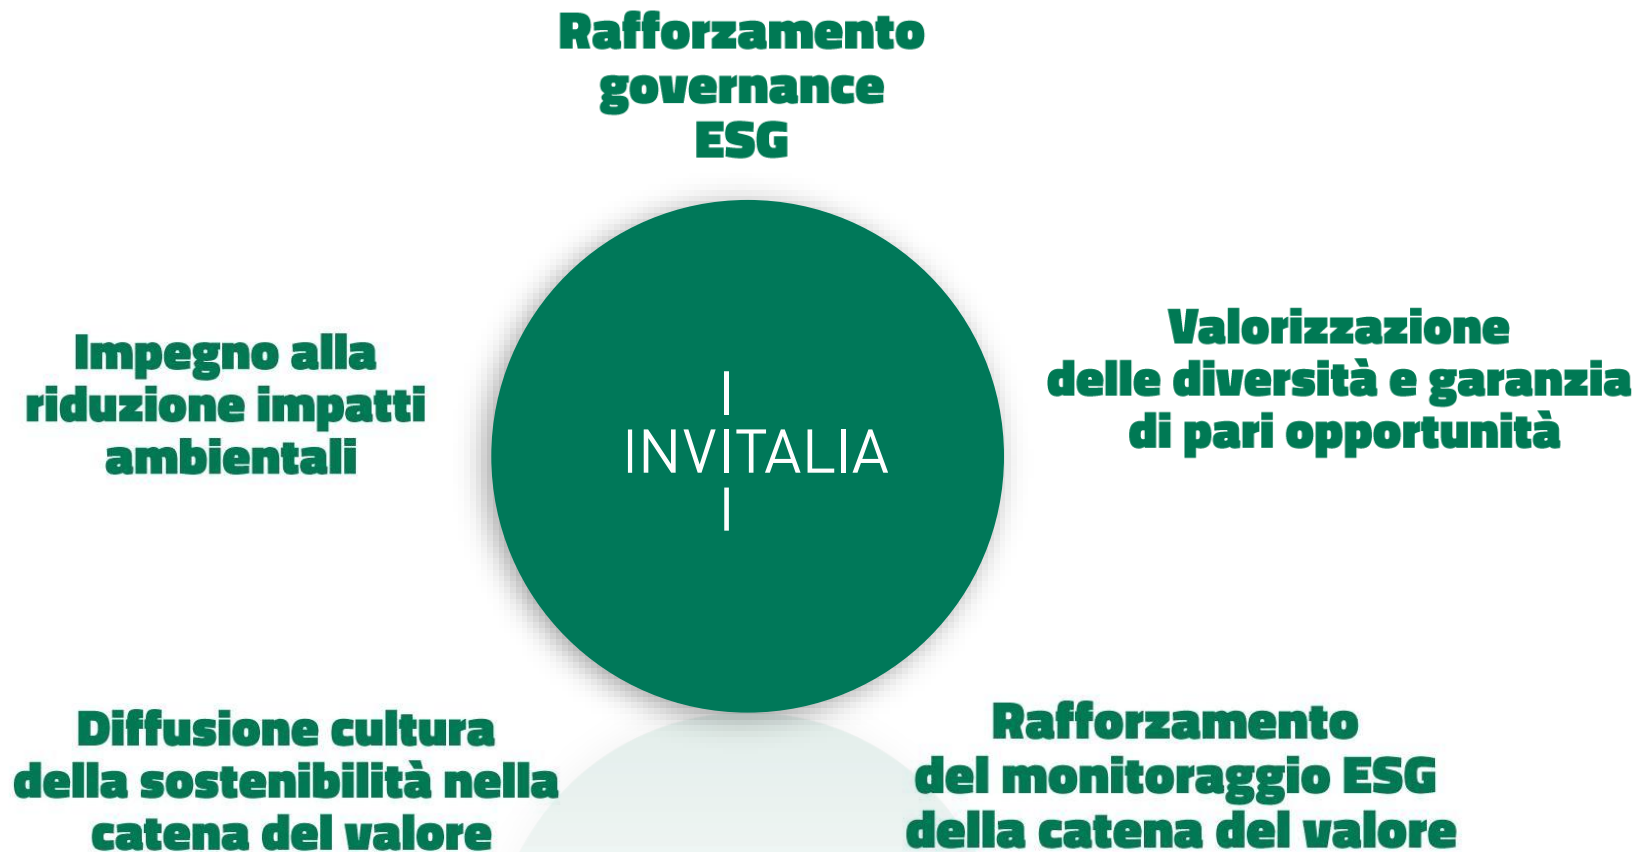 Rafforzamento
governance
ESG
Impegno alla
riduzione impatti
ambientali
INVITALIA
Valorizzazione
delle diversità e garanzia
di pari opportunità
Diffusione cultura
della sostenibilità nella
catena del valore
Rafforzamento
del monitoraggio ESG
della catena del valore